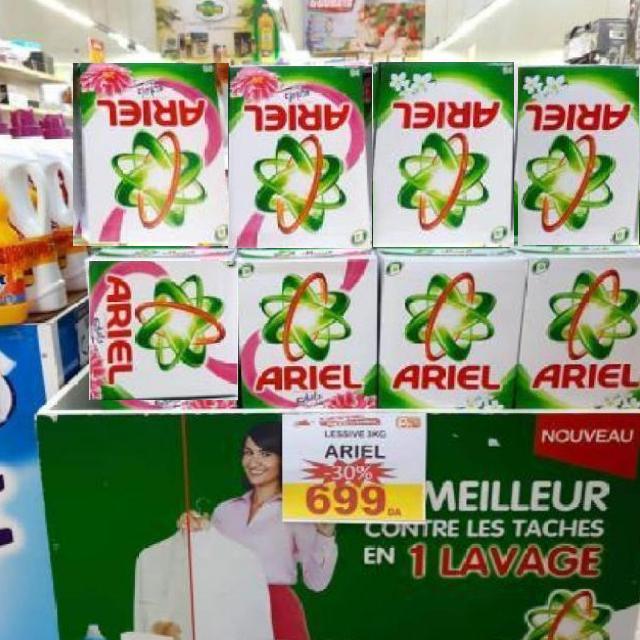 ARIEL
ARIEL
ARIEL
ARIEL
ARIEL
ARIEL
ARIEL
ARIEL
LESSIVE 3KG
ARIEL
30%
699 DA
NOUVEAU
MEILLEUR
CONTRE LES TACHES
EN 1 LAVAGE